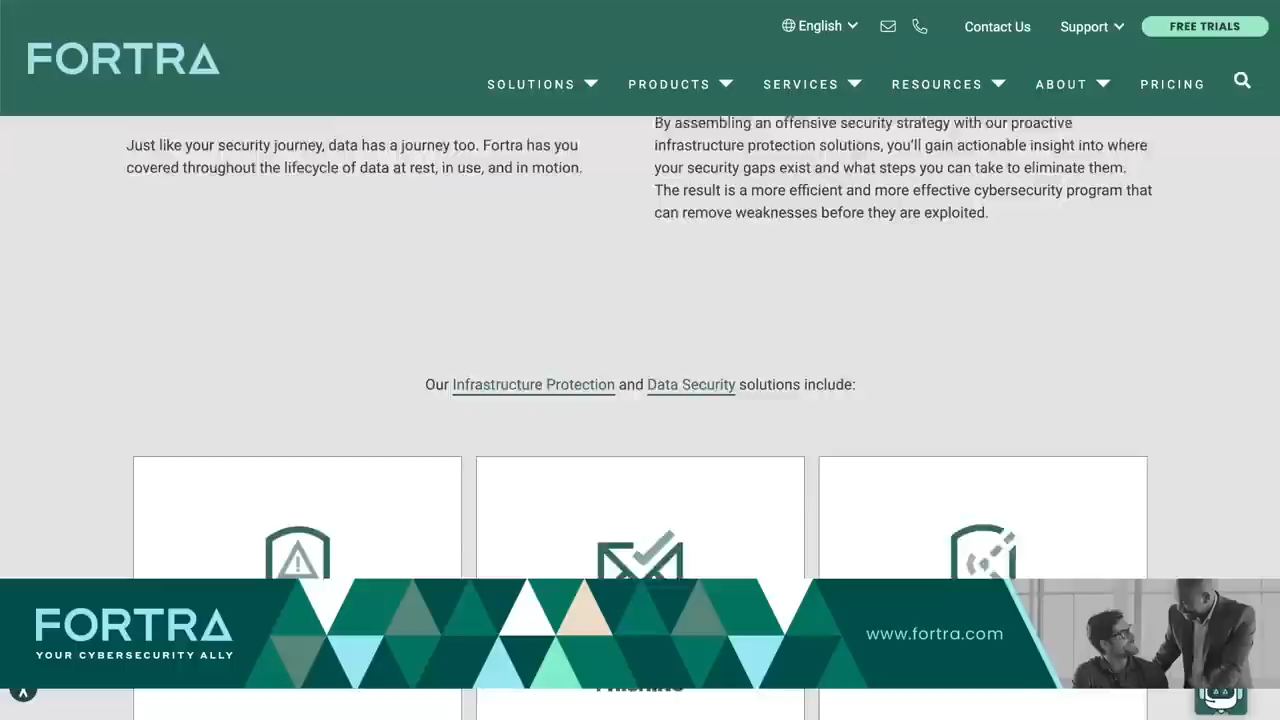 English
Contact Us
Support
FREE TRIALS
FORTRA
SOLUTIONS
PRODUCTS
SERVICES
RESOURCES
ABOUT
PRICING
Just like your security journey, data has a journey too. Fortra has you
covered throughout the lifecycle of data at rest, in use, and in motion.
By assembling an offensive security strategy with our proactive
infrastructure protection solutions, you’ll gain actionable insight into where
your security gaps exist and what steps you can take to eliminate them.
The result is a more efficient and more effective cybersecurity program that
can remove weaknesses before they are exploited.
Our Infrastructure Protection and Data Security solutions include:
FORTRA
YOUR CYBERSECURITY ALLY
www.fortra.com